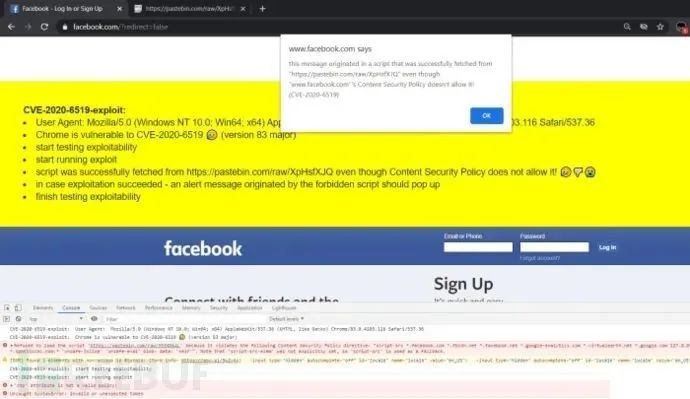 Facebook - Log In or Sign Up
https://pastebin.com/raw/XpHsfXJQ
facebook.com/?redirect=false
www.facebook.com says
this message originated in a script that was successfully fetched from
"https://pastebin.com/raw/XpHsfXJQ" even though
"www.facebook.com"'s Content Security Policy doesn't allow it!
(CVE-2020-6519)
OK
CVE-2020-6519-exploit:
User Agent: Mozilla/5.0 (Windows NT 10.0; Win64; x64) 03.116 Safari/537.36
Chrome is vulnerable to CVE-2020-6519 (version 83 major)
start testing exploitability
start running exploit
script was successfully fetched from https://pastebin.com/raw/XpHsfXJQ even though Content Security Policy does not allow it!
in case exploitation succeeded - an alert message originated by the forbidden script should pop up
finish testing exploitability
Email or Phone Password
facebook Log In
Forgot account?
Sign Up
Connect with friends and the It's quick and easy
Elements Console Sources Network Performance Memory Security Application Lighthouse
top Default levels
CVE-2020-6519-exploit: User Agent: Mozilla/5.0 (Windows NT 10.0; Win64; x64) AppleWebKit/537.36 (KHTML, like Gecko) Chrome/83.0.4103.116 Safari/537.36
CVE-2020-6519-exploit: Chrome is vulnerable to CVE-2020-6519 (version 83 major)
CVE-2020-6519-exploit: start testing exploitability
CVE-2020-6519-exploit: start running exploit
'csp' attribute is not a valid policy:
Uncaught SyntaxError: Invalid or unexpected token